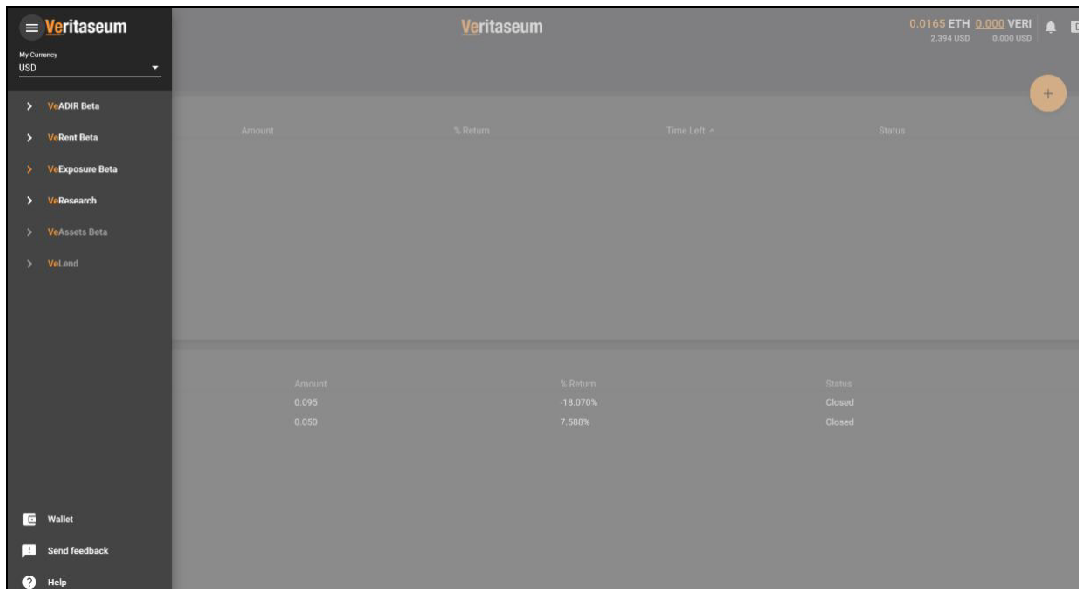 Veritaseum
Veritaseum
0.0165 ETH 0.000 VERI
2.394 USD 0.000 USD
My Currency
USD
VeADIR Beta
VeRent Beta
VeExposure Beta
VeResearch
VeAssets Beta
VeLand
Amount % Return Time Left Status
Amount % Return Status
0.095 -13.070% Closed
0.050 7.500% Closed
Wallet
Send feedback
Help